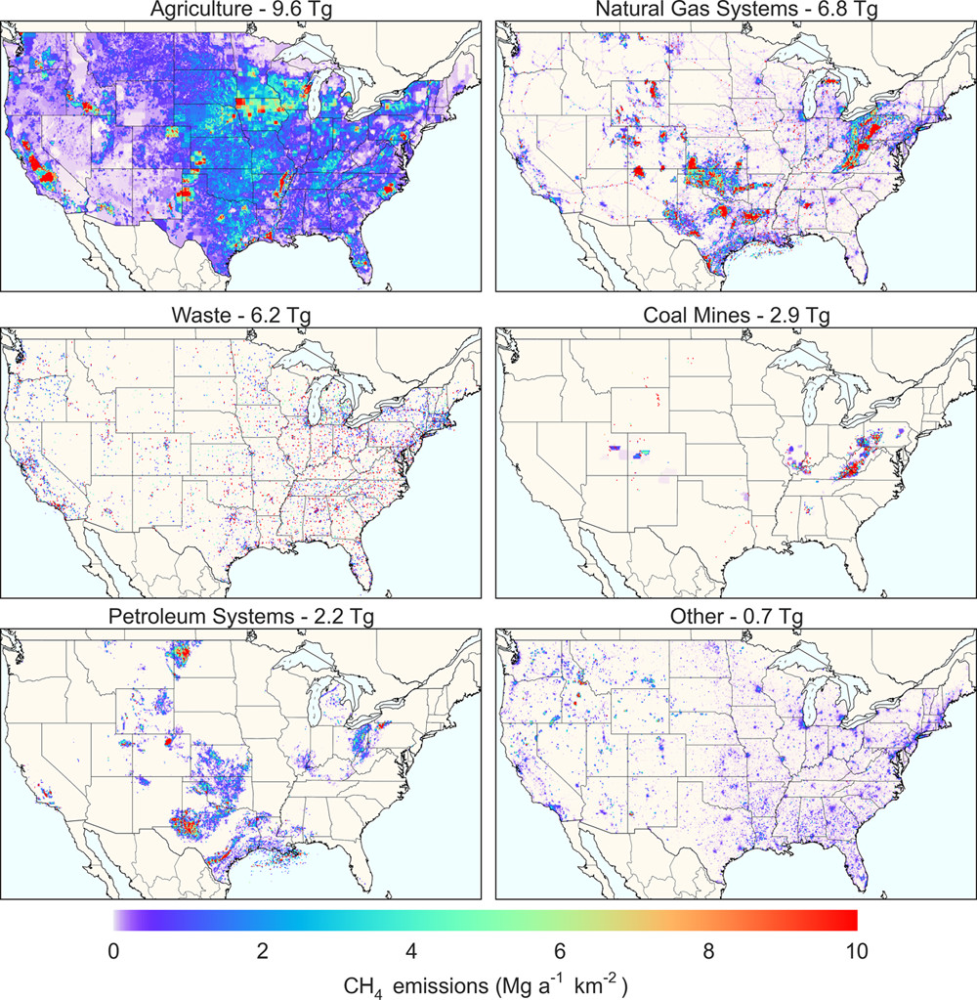 Agriculture - 9.6 Tg
Natural Gas Systems - 6.8 Tg
Waste - 6.2 Tg
Coal Mines - 2.9 Tg
Petroleum Systems - 2.2 Tg
Other - 0.7 Tg
0 2 4 6 8 10
CH₄ emissions (Mg a⁻¹ km⁻²)